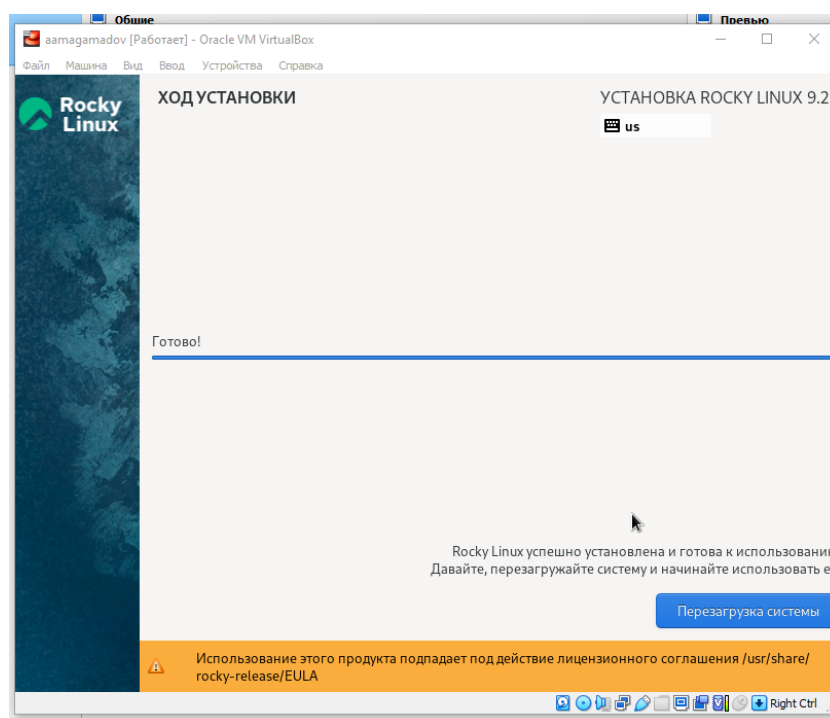 Общие
Превью
aamagamadov [Работает] - Oracle VM VirtualBox
Файл Машина Вид Ввод Устройства Справка
Rocky
Linux
ХОД УСТАНОВКИ
УСТАНОВКА ROCKY LINUX 9.2
us
Готово!
Rocky Linux успешно установлена и готова к использовани
Давайте, перезагружайте систему и начинайте использовать е
Перезагрузка системы
Использование этого продукта подпадает под действие лицензионного соглашения /usr/share/
rocky-release/EULA
Right Ctrl